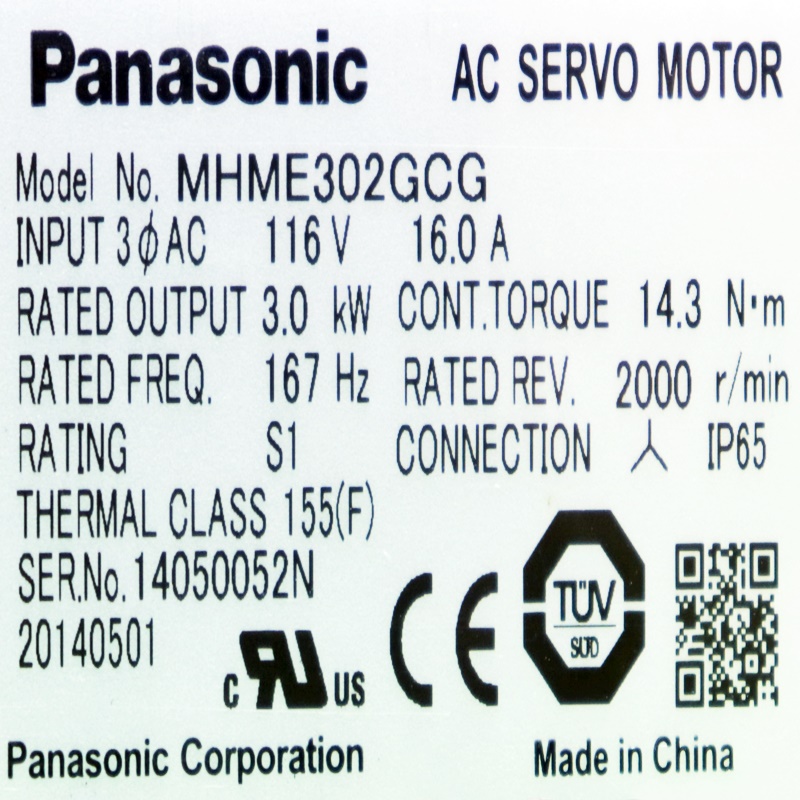 Panasonic AC SERVO MOTOR
Model No. MHME302GCG
INPUT 3ϕAC 116 V 16.0 A
RATED OUTPUT 3.0 kW CONT.TORQUE 14.3 N·m
RATED FREQ. 167 Hz RATED REV. 2000 r/min
RATING S1 CONNECTION IP65
THERMAL CLASS 155(F)
SER.No.14050052N
20140501
c RU US CE TÜV SÜD
Panasonic Corporation Made in China